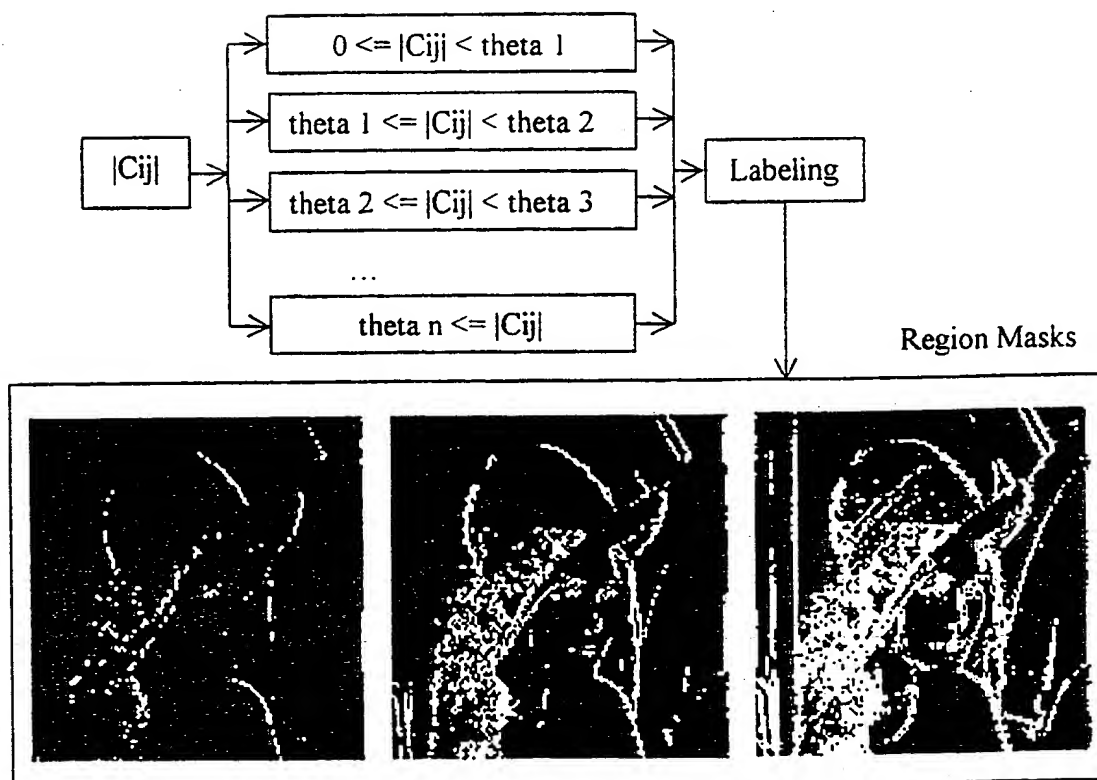 0 <= |Cij| < theta 1
theta 1 <= |Cij| < theta 2
|Cij|
Labeling
theta 2 <= |Cij| < theta 3
...
theta n <= |Cij|
Region Masks